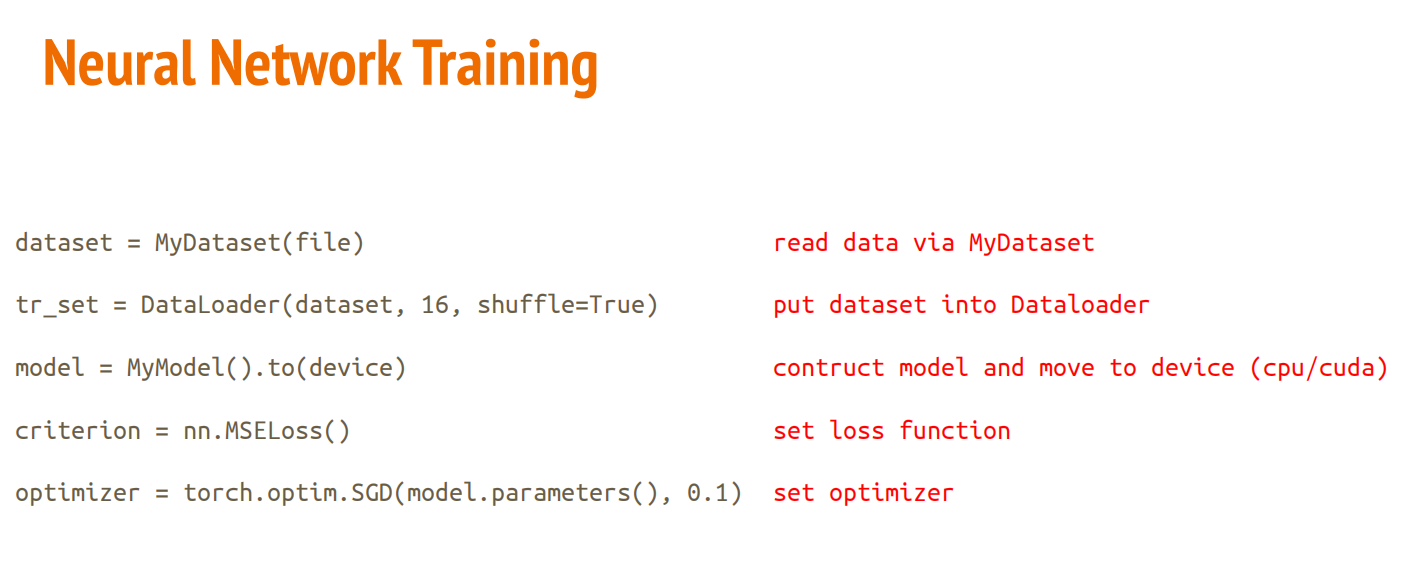 Neural Network Training
dataset = MyDataset(file) read data via MyDataset
tr_set = DataLoader(dataset, 16, shuffle=True) put dataset into Dataloader
model = MyModel().to(device) contruct model and move to device (cpu/cuda)
criterion = nn.MSELoss() set loss function
optimizer = torch.optim.SGD(model.parameters(), 0.1) set optimizer